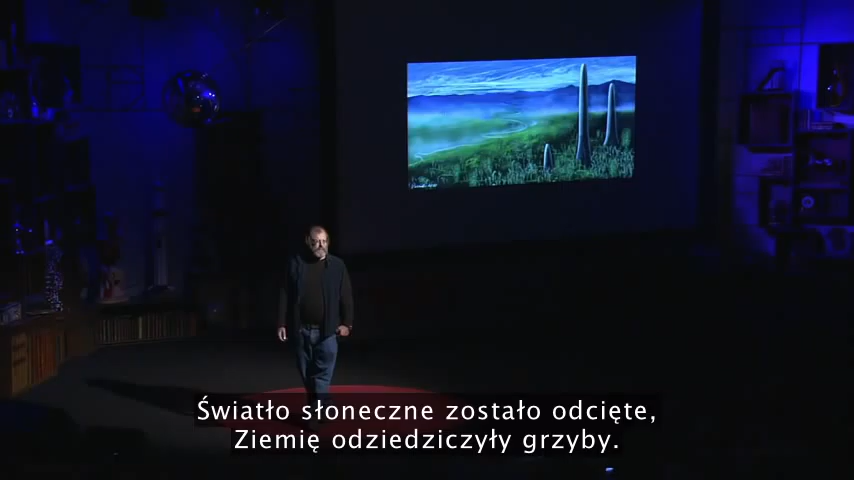 Światło słoneczne zostało odcięte,
Ziemię odziedziczyły grzyby.